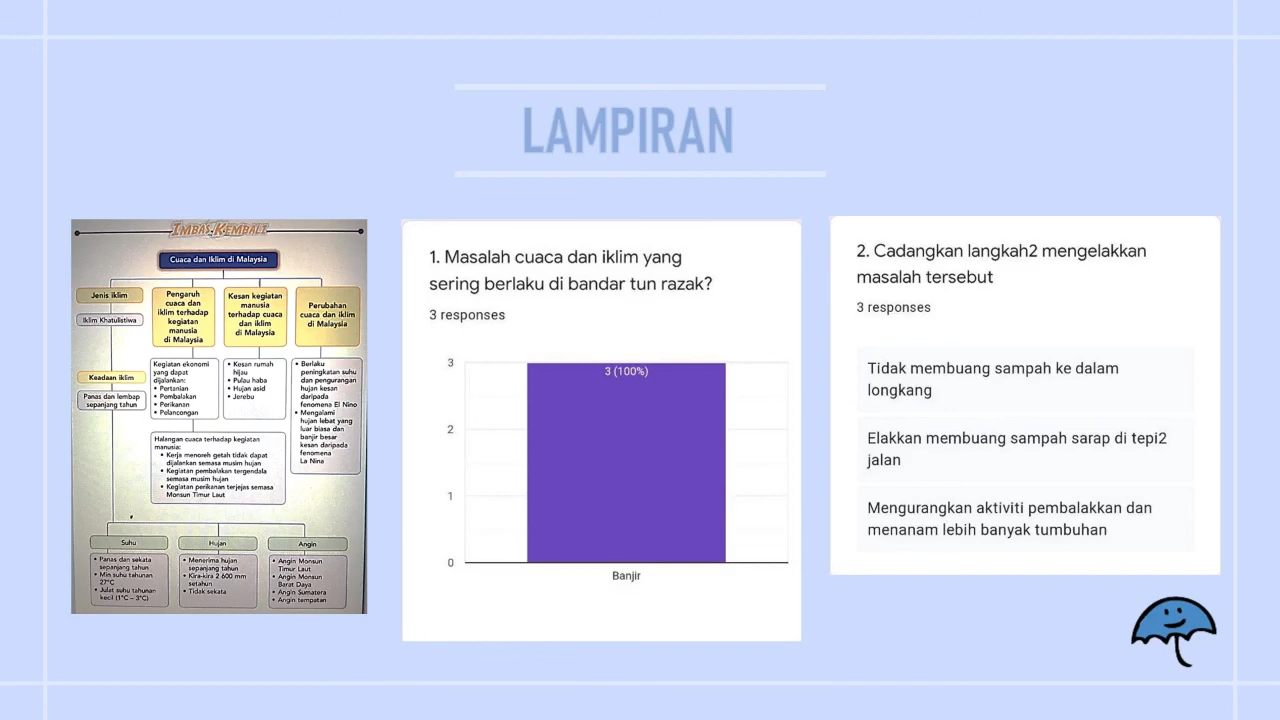 LAMPIRAN
IMBAS KEMBALI
Cuaca dan Iklim di Malaysia
Jenis iklim
Iklim Khatulistiwa
Keadaan iklim
Panas dan lembap
sepanjang tahun
Pengaruh
cuaca dan
iklim terhadap
kegiatan
manusia
di Malaysia
Kegiatan ekonomi
yang dapat
dijalankan:
• Pertanian
• Pembalakan
• Perikanan
• Pelancongan
Kesan kegiatan
manusia
terhadap cuaca
dan iklim
di Malaysia
• Kesan rumah
hijau
• Pulau haba
• Hujan asid
• Jerebu
Perubahan
cuaca dan iklim
di Malaysia
• Berlaku
peningkatan suhu
dan pengurangan
hujan kesan
daripada
fenomena El Nino
• Mengalami
hujan lebat yang
luar biasa dan
banjir besar
kesan daripada
fenomena
La Nina
Halangan cuaca terhadap kegiatan
manusia:
• Kerja menoreh getah tidak dapat
dijalankan semasa musim hujan
• Kegiatan pembalakan tergendala
semasa musim hujan
• Kegiatan perikanan terjejas semasa
Monsun Timur Laut
Suhu
• Panas dan sekata
sepanjang tahun
• Min suhu tahunan
27°C
• Julat suhu tahunan
kecil (1°C – 3°C)
Hujan
• Menerima hujan
sepanjang tahun
• Kira-kira 2 600 mm
setahun
• Tidak sekata
Angin
• Angin Monsun
Timur Laut
• Angin Monsun
Barat Daya
• Angin Sumatera
• Angin tempatan
1. Masalah cuaca dan iklim yang
sering berlaku di bandar tun razak?
3 responses
3
3 (100%)
2
1
0
Banjir
2. Cadangkan langkah2 mengelakkan
masalah tersebut
3 responses
Tidak membuang sampah ke dalam
longkang
Elakkan membuang sampah sarap di tepi2
jalan
Mengurangkan aktiviti pembalakkan dan
menanam lebih banyak tumbuhan